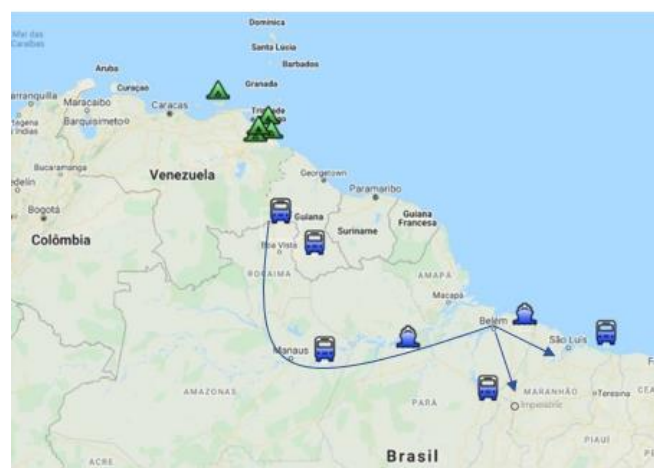 Dominica
Mar das
Caraíbas
Santa Lúcia
Barbados
Aruba
Curaçao
Granada
Maracaibo
Caracas
Barquisimeto
Bucaramanga
Venezuela
Georgetown
Paramaribo
Bogotá
Guiana
Guiana
Francesa
Suriname
Colômbia
Boa Vista
RORAIMA
AMAPÁ
Macapá
Belém
São Luís
Manaus
AMAZONAS
PARÁ
MARANHÃO
Teresina
CEA
Imperatriz
PIAUÍ
Brasil
ACRE
PE